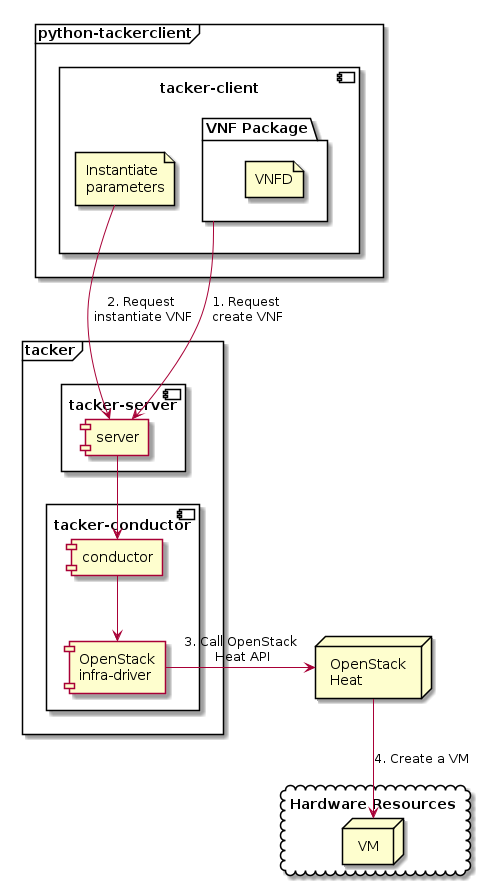 python-tackerclient
tacker-client
VNF Package
Instantiate
parameters
VNFD
2. Request
instantiate VNF
1. Request
create VNF
tacker
tacker-server
server
tacker-conductor
conductor
OpenStack
infra-driver
3. Call OpenStack
Heat API
OpenStack
Heat
4. Create a VM
Hardware Resources
VM